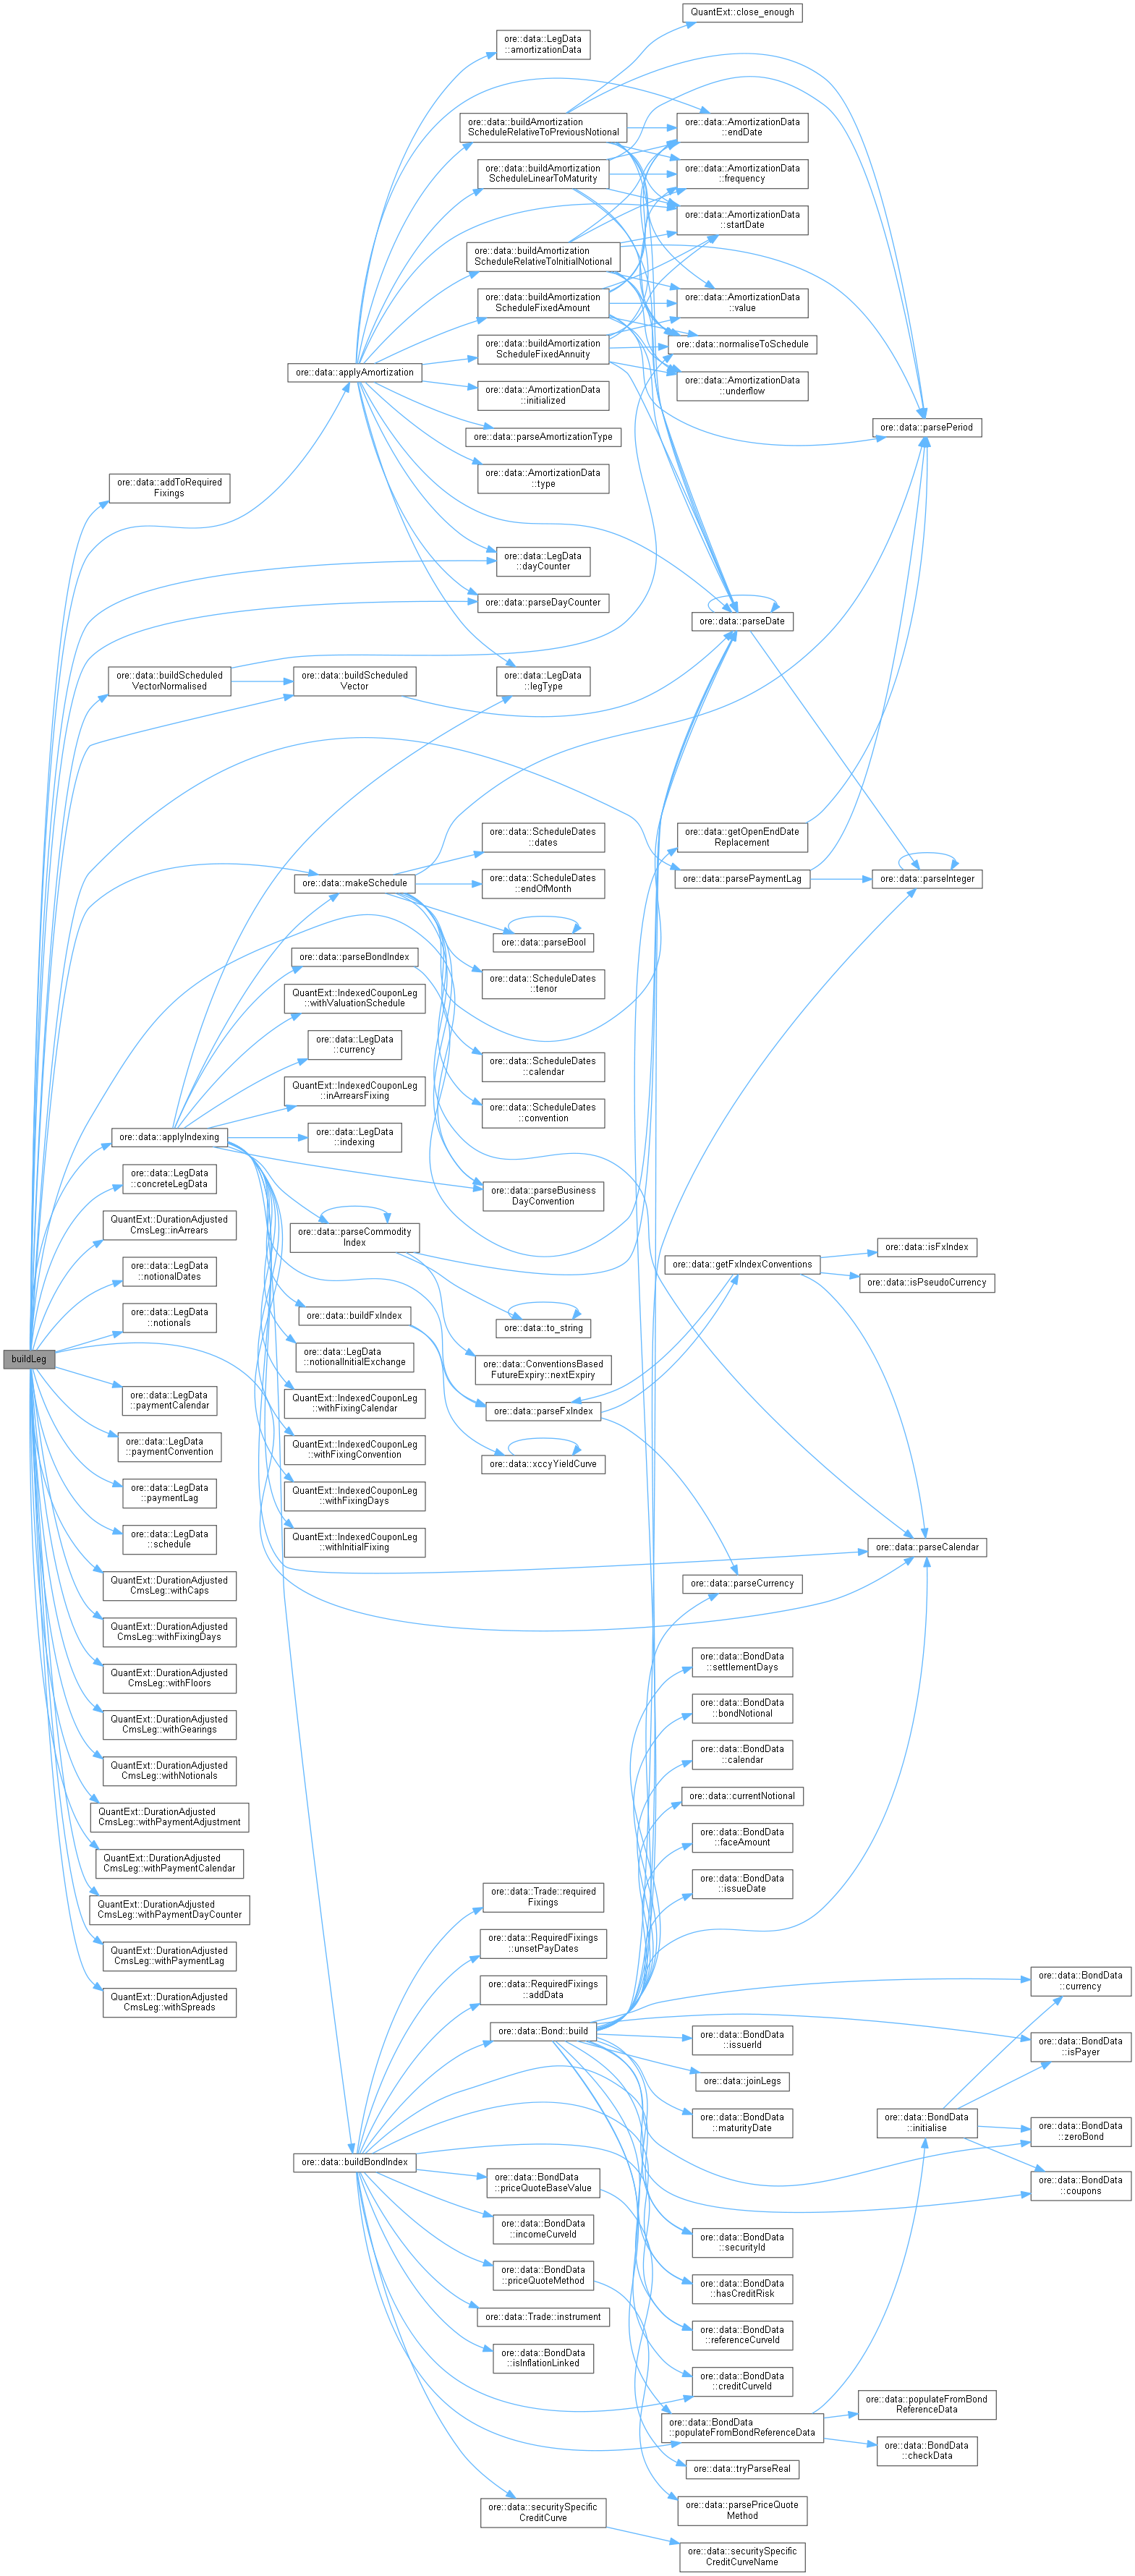 QuantExt::close_enough
ore::data::LegData
::amortizationData
ore::data::buildAmortization
ScheduleRelativeToPreviousNotional
ore::data::AmortizationData
::endDate
ore::data::buildAmortization
ScheduleLinearToMaturity
ore::data::AmortizationData
::frequency
ore::data::AmortizationData
::startDate
ore::data::buildAmortization
ScheduleRelativeToInitialNotional
ore::data::buildAmortization
ScheduleFixedAmount
ore::data::AmortizationData
::value
ore::data::buildAmortization
ScheduleFixedAnnuity
ore::data::normaliseToSchedule
ore::data::applyAmortization
ore::data::AmortizationData
::initialized
ore::data::AmortizationData
::underflow
ore::data::parsePeriod
ore::data::parseAmortizationType
ore::data::AmortizationData
::type
ore::data::addToRequired
Fixings
ore::data::LegData
::dayCounter
ore::data::parseDayCounter
ore::data::parseDate
ore::data::buildScheduled
VectorNormalised
ore::data::buildScheduled
Vector
ore::data::LegData
::legType
ore::data::ScheduleDates
::dates
ore::data::getOpenEndDate
Replacement
ore::data::makeSchedule
ore::data::ScheduleDates
::endOfMonth
ore::data::parsePaymentLag
ore::data::parseInteger
ore::data::parseBool
ore::data::parseBondIndex
ore::data::ScheduleDates
::tenor
QuantExt::IndexedCouponLeg
::withValuationSchedule
ore::data::LegData
::currency
ore::data::ScheduleDates
::calendar
QuantExt::IndexedCouponLeg
::inArrearsFixing
ore::data::ScheduleDates
::convention
ore::data::applyIndexing
ore::data::LegData
::indexing
ore::data::LegData
::concreteLegData
ore::data::parseBusiness
DayConvention
QuantExt::DurationAdjusted
CmsLeg::inArrears
ore::data::parseCommodity
Index
ore::data::isFxIndex
ore::data::getFxIndexConventions
ore::data::LegData
::notionalDates
ore::data::isPseudoCurrency
ore::data::LegData
::notionals
ore::data::buildFxIndex
ore::data::to_string
buildLeg
ore::data::LegData
::notionalInitialExchange
ore::data::ConventionsBased
FutureExpiry::nextExpiry
ore::data::LegData
::paymentCalendar
QuantExt::IndexedCouponLeg
::withFixingCalendar
ore::data::parseFxIndex
ore::data::LegData
::paymentConvention
QuantExt::IndexedCouponLeg
::withFixingConvention
ore::data::xccyYieldCurve
ore::data::LegData
::paymentLag
QuantExt::IndexedCouponLeg
::withFixingDays
ore::data::LegData
::schedule
QuantExt::IndexedCouponLeg
::withInitialFixing
ore::data::parseCalendar
QuantExt::DurationAdjusted
CmsLeg::withCaps
ore::data::parseCurrency
QuantExt::DurationAdjusted
CmsLeg::withFixingDays
QuantExt::DurationAdjusted
CmsLeg::withFloors
ore::data::BondData
::settlementDays
QuantExt::DurationAdjusted
CmsLeg::withGearings
ore::data::BondData
::bondNotional
QuantExt::DurationAdjusted
CmsLeg::withNotionals
ore::data::BondData
::calendar
QuantExt::DurationAdjusted
CmsLeg::withPaymentAdjustment
ore::data::currentNotional
QuantExt::DurationAdjusted
CmsLeg::withPaymentCalendar
ore::data::BondData
::faceAmount
QuantExt::DurationAdjusted
CmsLeg::withPaymentDayCounter
ore::data::Trade::required
Fixings
ore::data::BondData
::issueDate
QuantExt::DurationAdjusted
CmsLeg::withPaymentLag
ore::data::RequiredFixings
::unsetPayDates
QuantExt::DurationAdjusted
CmsLeg::withSpreads
ore::data::RequiredFixings
::addData
ore::data::BondData
::currency
ore::data::Bond::build
ore::data::BondData
::issuerId
ore::data::BondData
::isPayer
ore::data::joinLegs
ore::data::BondData
::maturityDate
ore::data::BondData
::initialise
ore::data::BondData
::zeroBond
ore::data::buildBondIndex
ore::data::BondData
::priceQuoteBaseValue
ore::data::BondData
::coupons
ore::data::BondData
::incomeCurveId
ore::data::BondData
::securityId
ore::data::BondData
::priceQuoteMethod
ore::data::BondData
::hasCreditRisk
ore::data::Trade::instrument
ore::data::BondData
::referenceCurveId
ore::data::BondData
::isInflationLinked
ore::data::BondData
::creditCurveId
ore::data::populateFromBond
ReferenceData
ore::data::BondData
::populateFromBondReferenceData
ore::data::BondData
::checkData
ore::data::tryParseReal
ore::data::securitySpecific
CreditCurve
ore::data::parsePriceQuote
Method
ore::data::securitySpecific
CreditCurveName